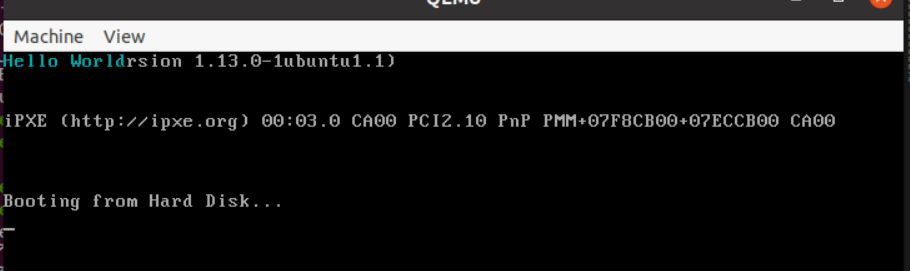 QEMU
Machine View
Hello Worldrsion 1.13.0-1ubuntu1.1)
iPXE (http://ipxe.org) 00:03.0 CA00 PCI2.10 PnP PMM+07F8CB00+07ECCB00 CA00
Booting from Hard Disk...